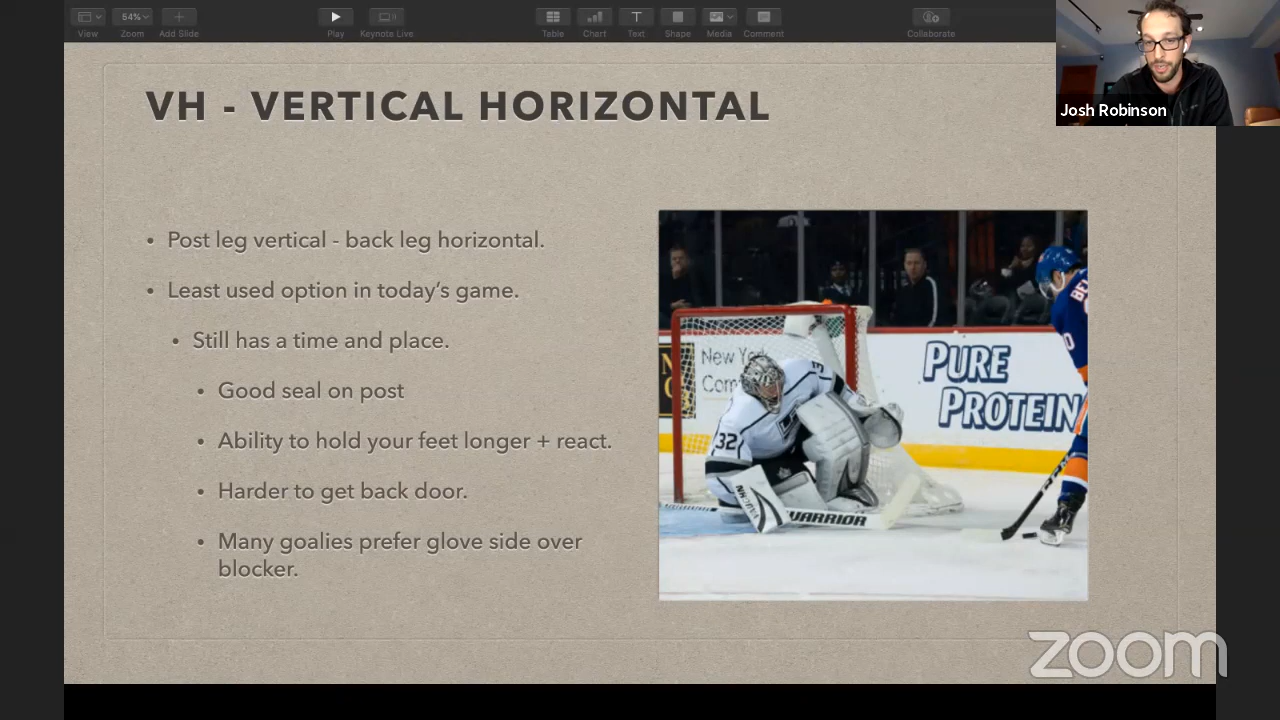 54%
View
Zoom
Add Slide
Play
Keynote Live
Table
Chart
Text
Shape
Media
Comment
Collaborate
Josh Robinson
VH - VERTICAL HORIZONTAL
• Post leg vertical - back leg horizontal.
• Least used option in today's game.
• Still has a time and place.
• Good seal on post
• Ability to hold your feet longer + react.
• Harder to get back door.
• Many goalies prefer glove side over
blocker.
New
PURE
PROTEIN
32
WARRIOR
zoom